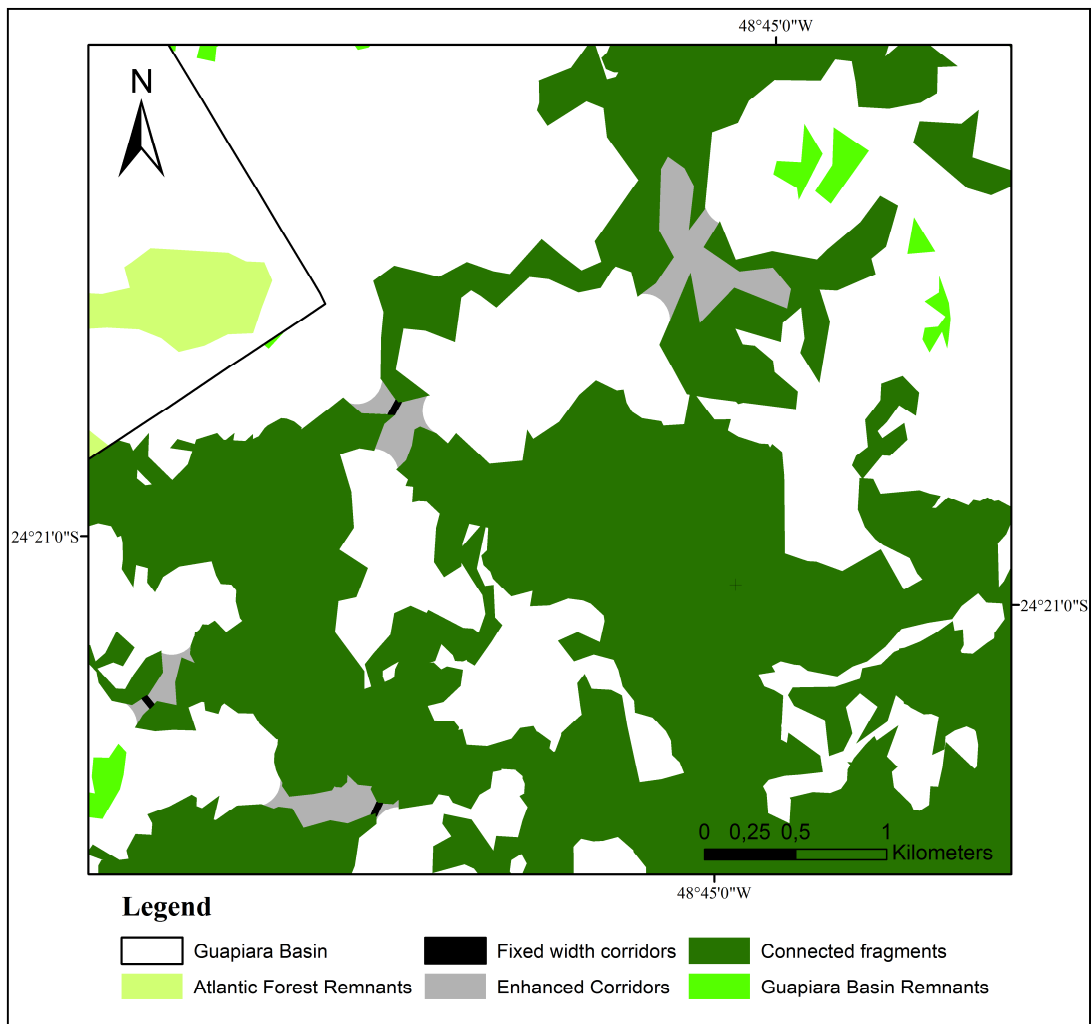 48°45'0"W
N
24°21'0"S
24°21'0"S
0 0,25 0,5 1
Kilometers
48°45'0"W
Legend
Guapiara Basin
Fixed width corridors
Connected fragments
Atlantic Forest Remnants
Enhanced Corridors
Guapiara Basin Remnants